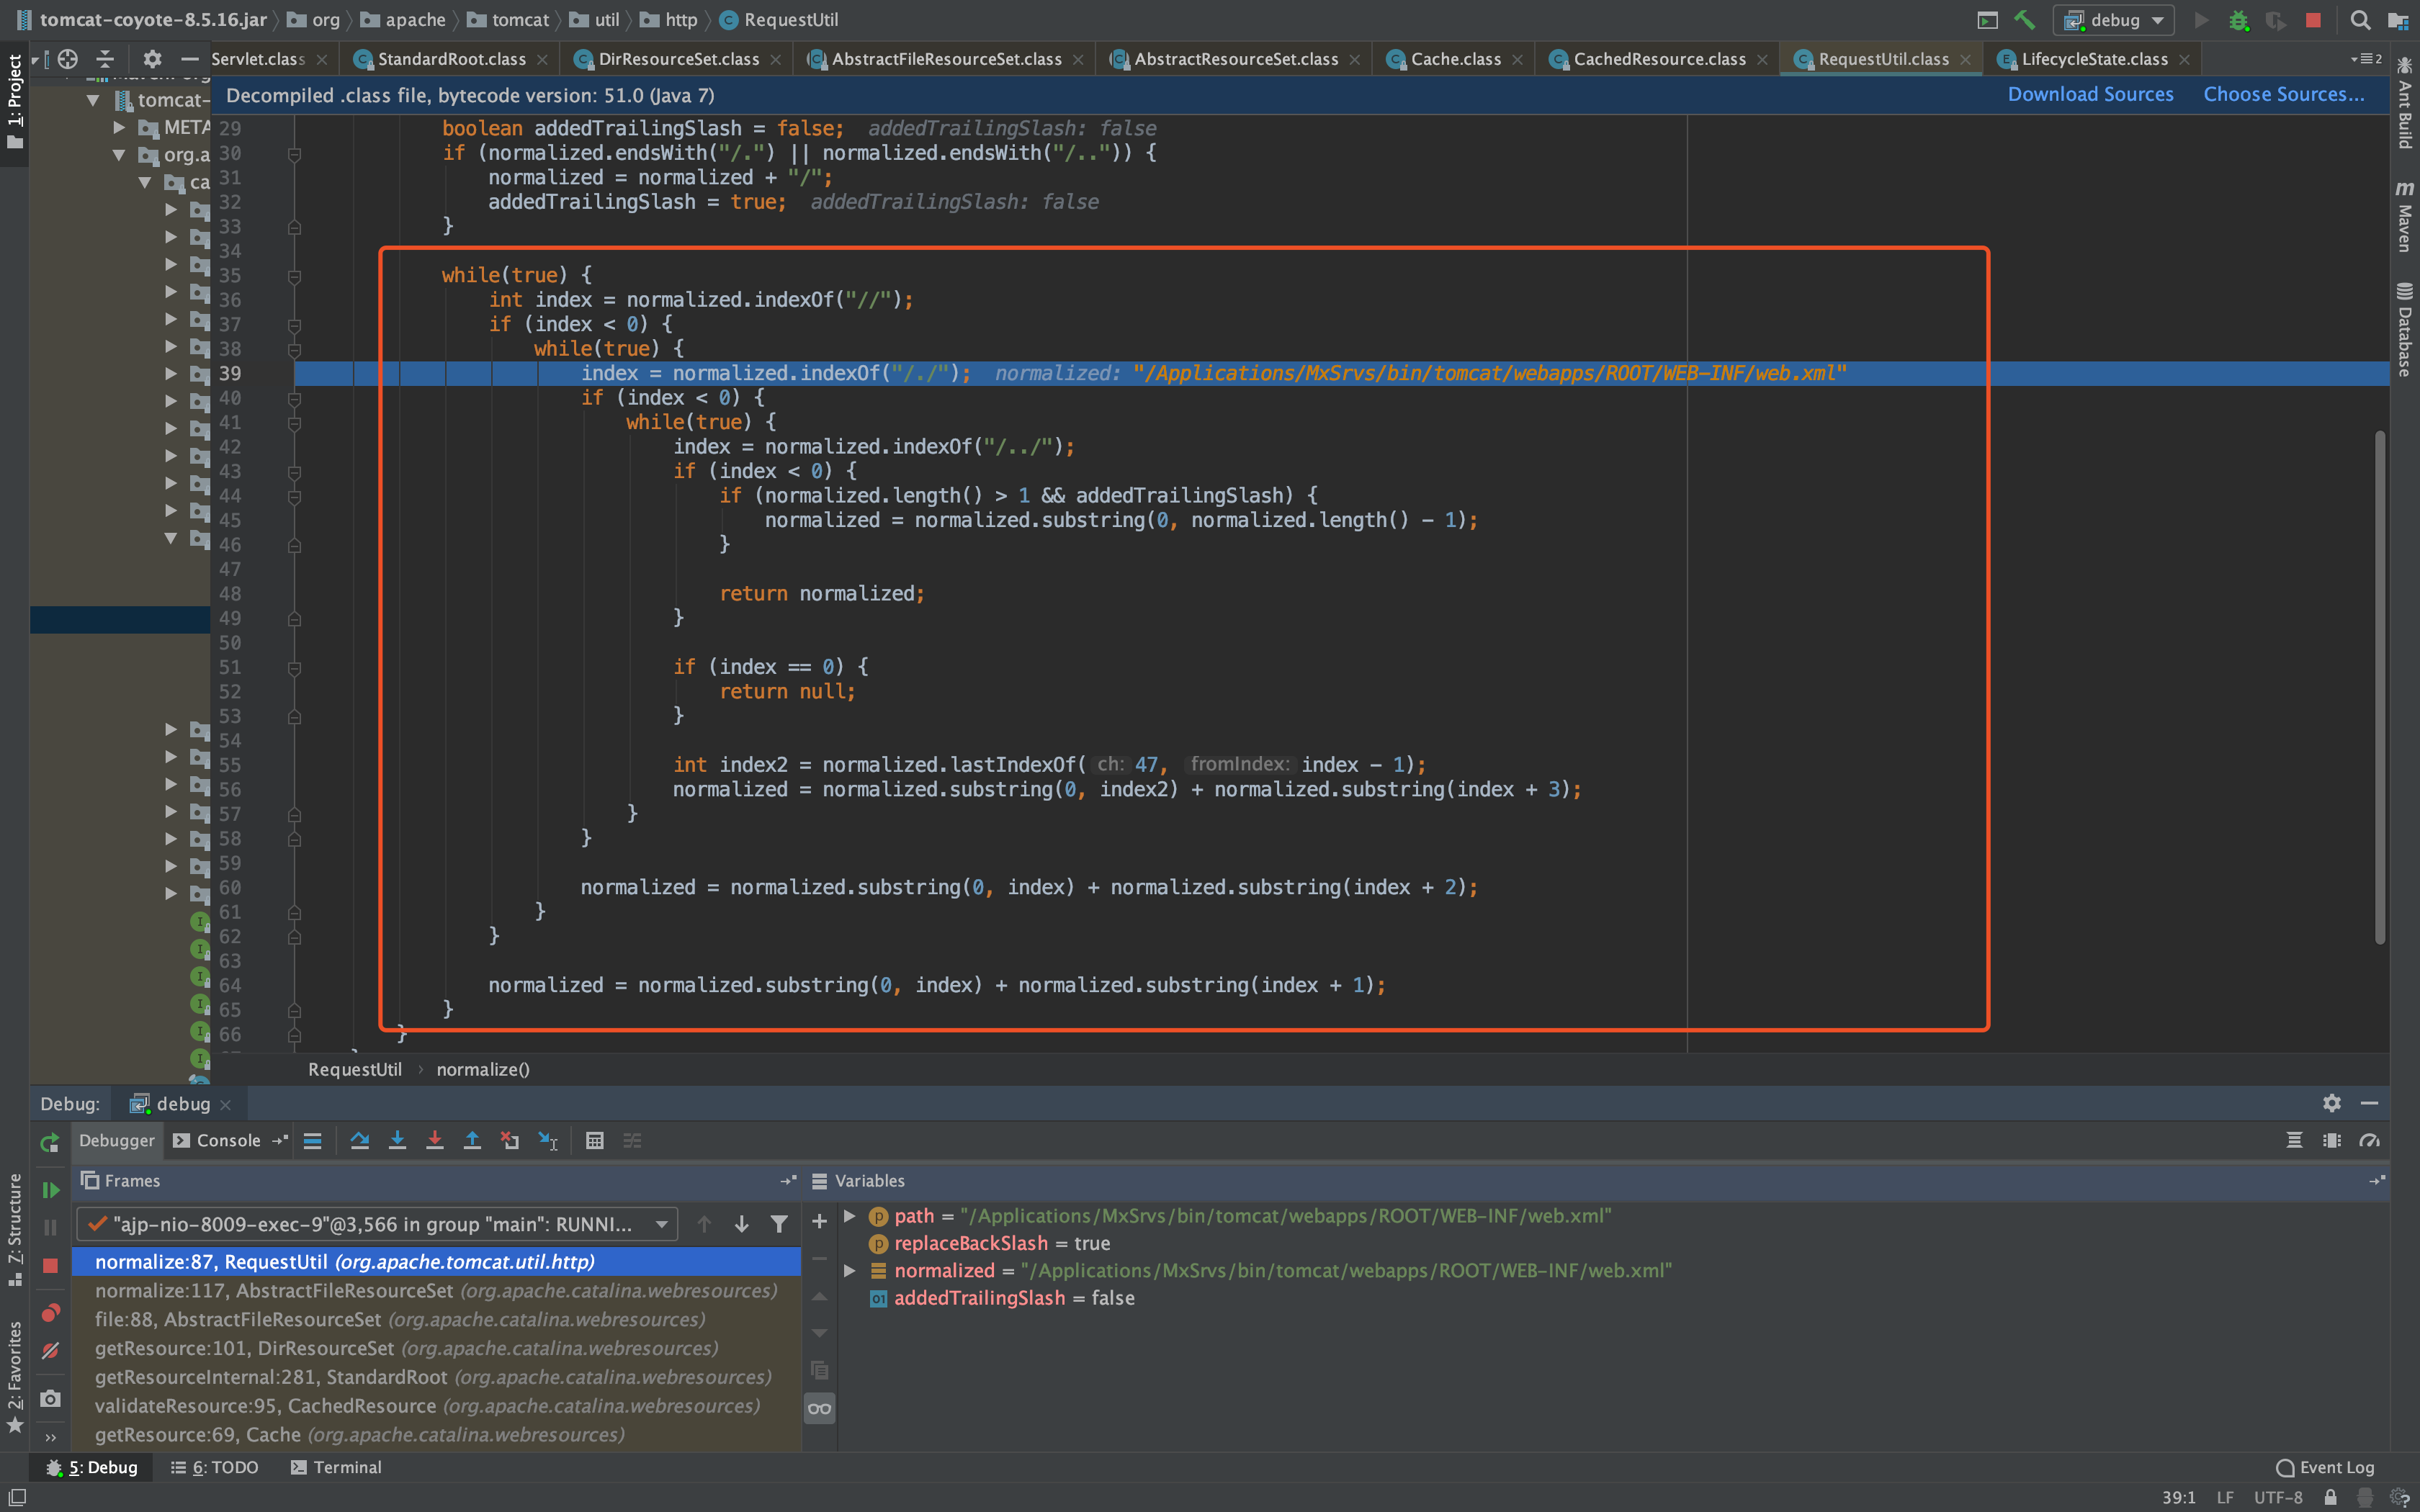 tomcat-coyote-8.5.16.jar
org
apache
tomcat
util
http
RequestUtil
debug
1: Project
Servlet.class
StandardRoot.class
DirResourceSet.class
AbstractFileResourceSet.class
AbstractResourceSet.class
Cache.class
CachedResource.class
RequestUtil.class
LifecycleState.class
2
tomcat-
META
org.a
ca
Decompiled .class file, bytecode version: 51.0 (Java 7)
Download Sources
Choose Sources...
Ant Build
Maven
Database
29 boolean addedTrailingSlash = false; addedTrailingSlash: false
30 if (normalized.endsWith("/.") || normalized.endsWith("/..")) {
31 normalized = normalized + "/";
32 addedTrailingSlash = true; addedTrailingSlash: false
33 }
34
35 while(true) {
36 int index = normalized.indexOf("//");
37 if (index < 0) {
38 while(true) {
39 index = normalized.indexOf("/./"); normalized: "/Applications/MxSrvs/bin/tomcat/webapps/ROOT/WEB-INF/web.xml"
40 if (index < 0) {
41 while(true) {
42 index = normalized.indexOf("/../");
43 if (index < 0) {
44 if (normalized.length() > 1 && addedTrailingSlash) {
45 normalized = normalized.substring(0, normalized.length() - 1);
46 }
47
48 return normalized;
49 }
50
51 if (index == 0) {
52 return null;
53 }
54
55 int index2 = normalized.lastIndexOf( ch: 47, fromIndex: index - 1);
56 normalized = normalized.substring(0, index2) + normalized.substring(index + 3);
57 }
58 }
59
60 normalized = normalized.substring(0, index) + normalized.substring(index + 2);
61 }
62 }
63
64 normalized = normalized.substring(0, index) + normalized.substring(index + 1);
65 }
66 }
RequestUtil
normalize()
Debug:
debug
Debugger
Console
Frames
Variables
"ajp-nio-8009-exec-9"@3,566 in group "main": RUNNI...
normalize:87, RequestUtil (org.apache.tomcat.util.http)
normalize:117, AbstractFileResourceSet (org.apache.catalina.webresources)
file:88, AbstractFileResourceSet (org.apache.catalina.webresources)
getResource:101, DirResourceSet (org.apache.catalina.webresources)
getResourceInternal:281, StandardRoot (org.apache.catalina.webresources)
validateResource:95, CachedResource (org.apache.catalina.webresources)
getResource:69, Cache (org.apache.catalina.webresources)
path = "/Applications/MxSrvs/bin/tomcat/webapps/ROOT/WEB-INF/web.xml"
replaceBackSlash = true
normalized = "/Applications/MxSrvs/bin/tomcat/webapps/ROOT/WEB-INF/web.xml"
addedTrailingSlash = false
Z: Structure
2: Favorites
5: Debug
6: TODO
Terminal
Event Log
39:1
LF
UTF-8